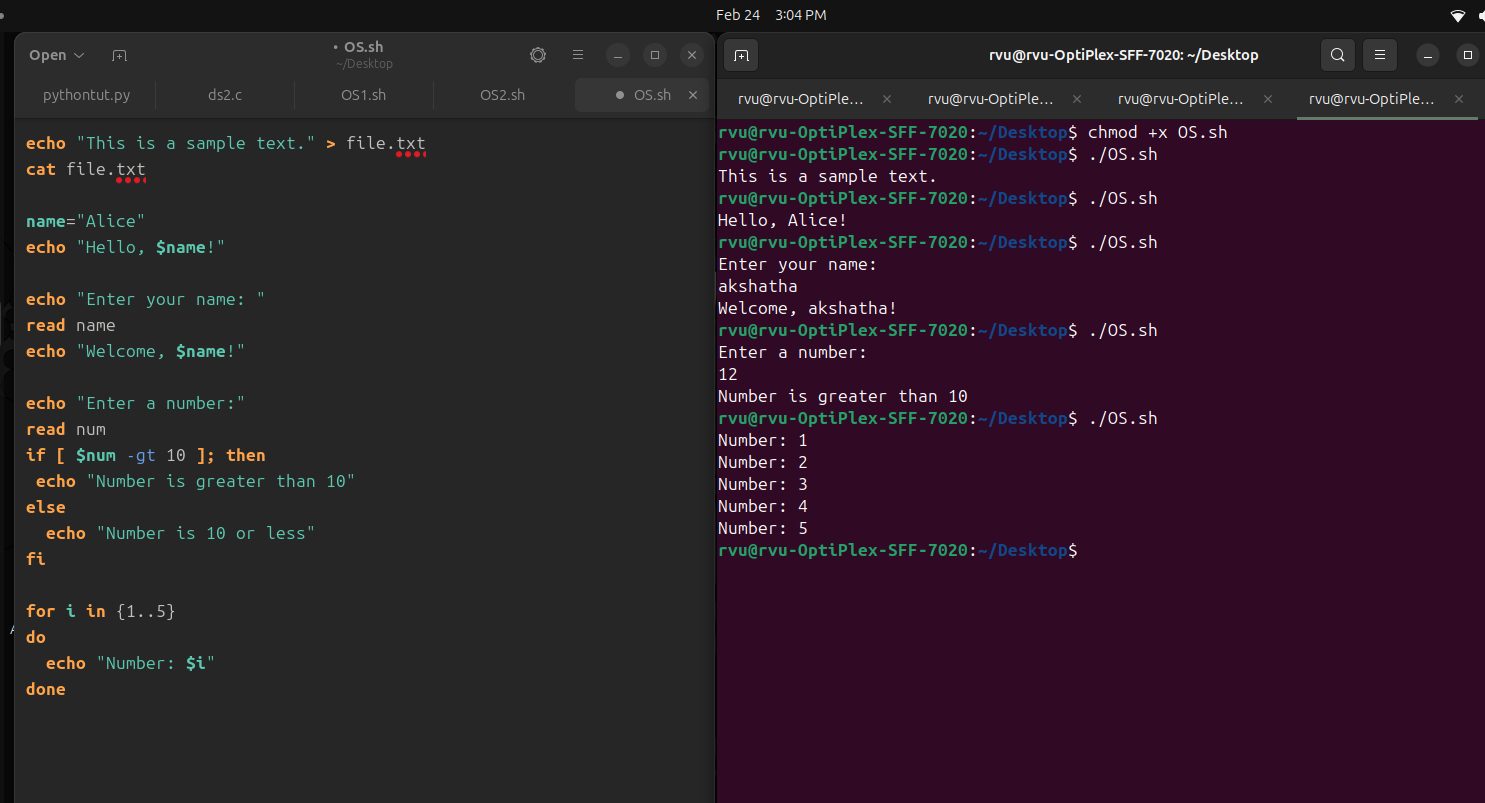 Feb 24 3:04 PM
Open
• OS.sh
~/Desktop
pythontut.py
ds2.c
OS1.sh
OS2.sh
OS.sh
echo "This is a sample text." > file.txt
cat file.txt
name="Alice"
echo "Hello, $name!"
echo "Enter your name: "
read name
echo "Welcome, $name!"
echo "Enter a number:"
read num
if [ $num -gt 10 ]; then
echo "Number is greater than 10"
else
echo "Number is 10 or less"
fi
for i in {1..5}
do
echo "Number: $i"
done
rvu@rvu-OptiPlex-SFF-7020: ~/Desktop
rvu@rvu-OptiPle...
rvu@rvu-OptiPle...
rvu@rvu-OptiPle...
rvu@rvu-OptiPle...
rvu@rvu-OptiPlex-SFF-7020:~/Desktop$ chmod +x OS.sh
rvu@rvu-OptiPlex-SFF-7020:~/Desktop$ ./OS.sh
This is a sample text.
rvu@rvu-OptiPlex-SFF-7020:~/Desktop$ ./OS.sh
Hello, Alice!
rvu@rvu-OptiPlex-SFF-7020:~/Desktop$ ./OS.sh
Enter your name:
akshatha
Welcome, akshatha!
rvu@rvu-OptiPlex-SFF-7020:~/Desktop$ ./OS.sh
Enter a number:
12
Number is greater than 10
rvu@rvu-OptiPlex-SFF-7020:~/Desktop$ ./OS.sh
Number: 1
Number: 2
Number: 3
Number: 4
Number: 5
rvu@rvu-OptiPlex-SFF-7020:~/Desktop$